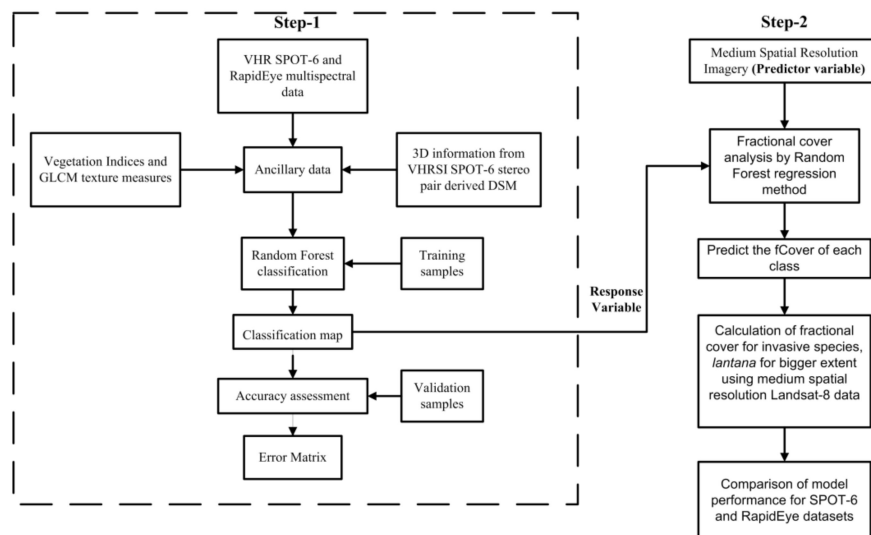 Step-1
VHR SPOT-6 and
RapidEye multispectral
data
Vegetation Indices and
GLCM texture measures
Ancillary data
3D information from
VHRSI SPOT-6 stereo
pair derived DSM
Random Forest
classification
Training
samples
Classification map
Accuracy assessment
Validation
samples
Error Matrix
Response
Variable
Step-2
Medium Spatial Resolution
Imagery (Predictor variable)
Fractional cover
analysis by Random
Forest regression
method
Predict the fCover of each
class
Calculation of fractional
cover for invasive species,
lantana for bigger extent
using medium spatial
resolution Landsat-8 data
Comparison of model
performance for SPOT-6
and RapidEye datasets